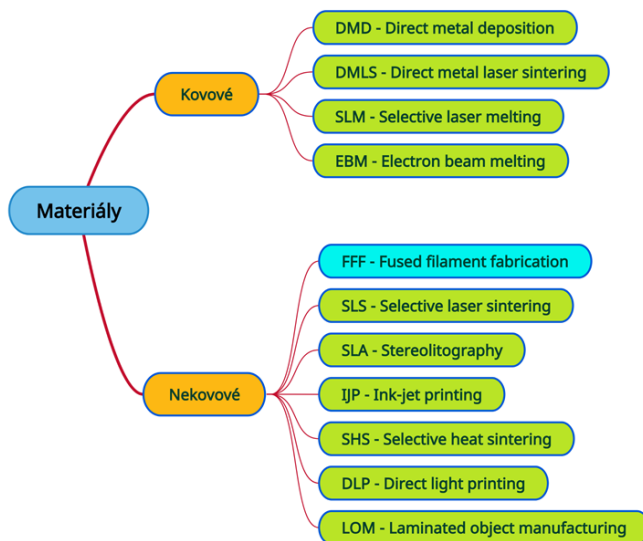 DMD - Direct metal deposition
DMLS - Direct metal laser sintering
Kovové
SLM - Selective laser melting
EBM - Electron beam melting
Materiály
FFF - Fused filament fabrication
SLS - Selective laser sintering
SLA - Stereolitography
Nekovové
IJP - Ink-jet printing
SHS - Selective heat sintering
DLP - Direct light printing
LOM - Laminated object manufacturing